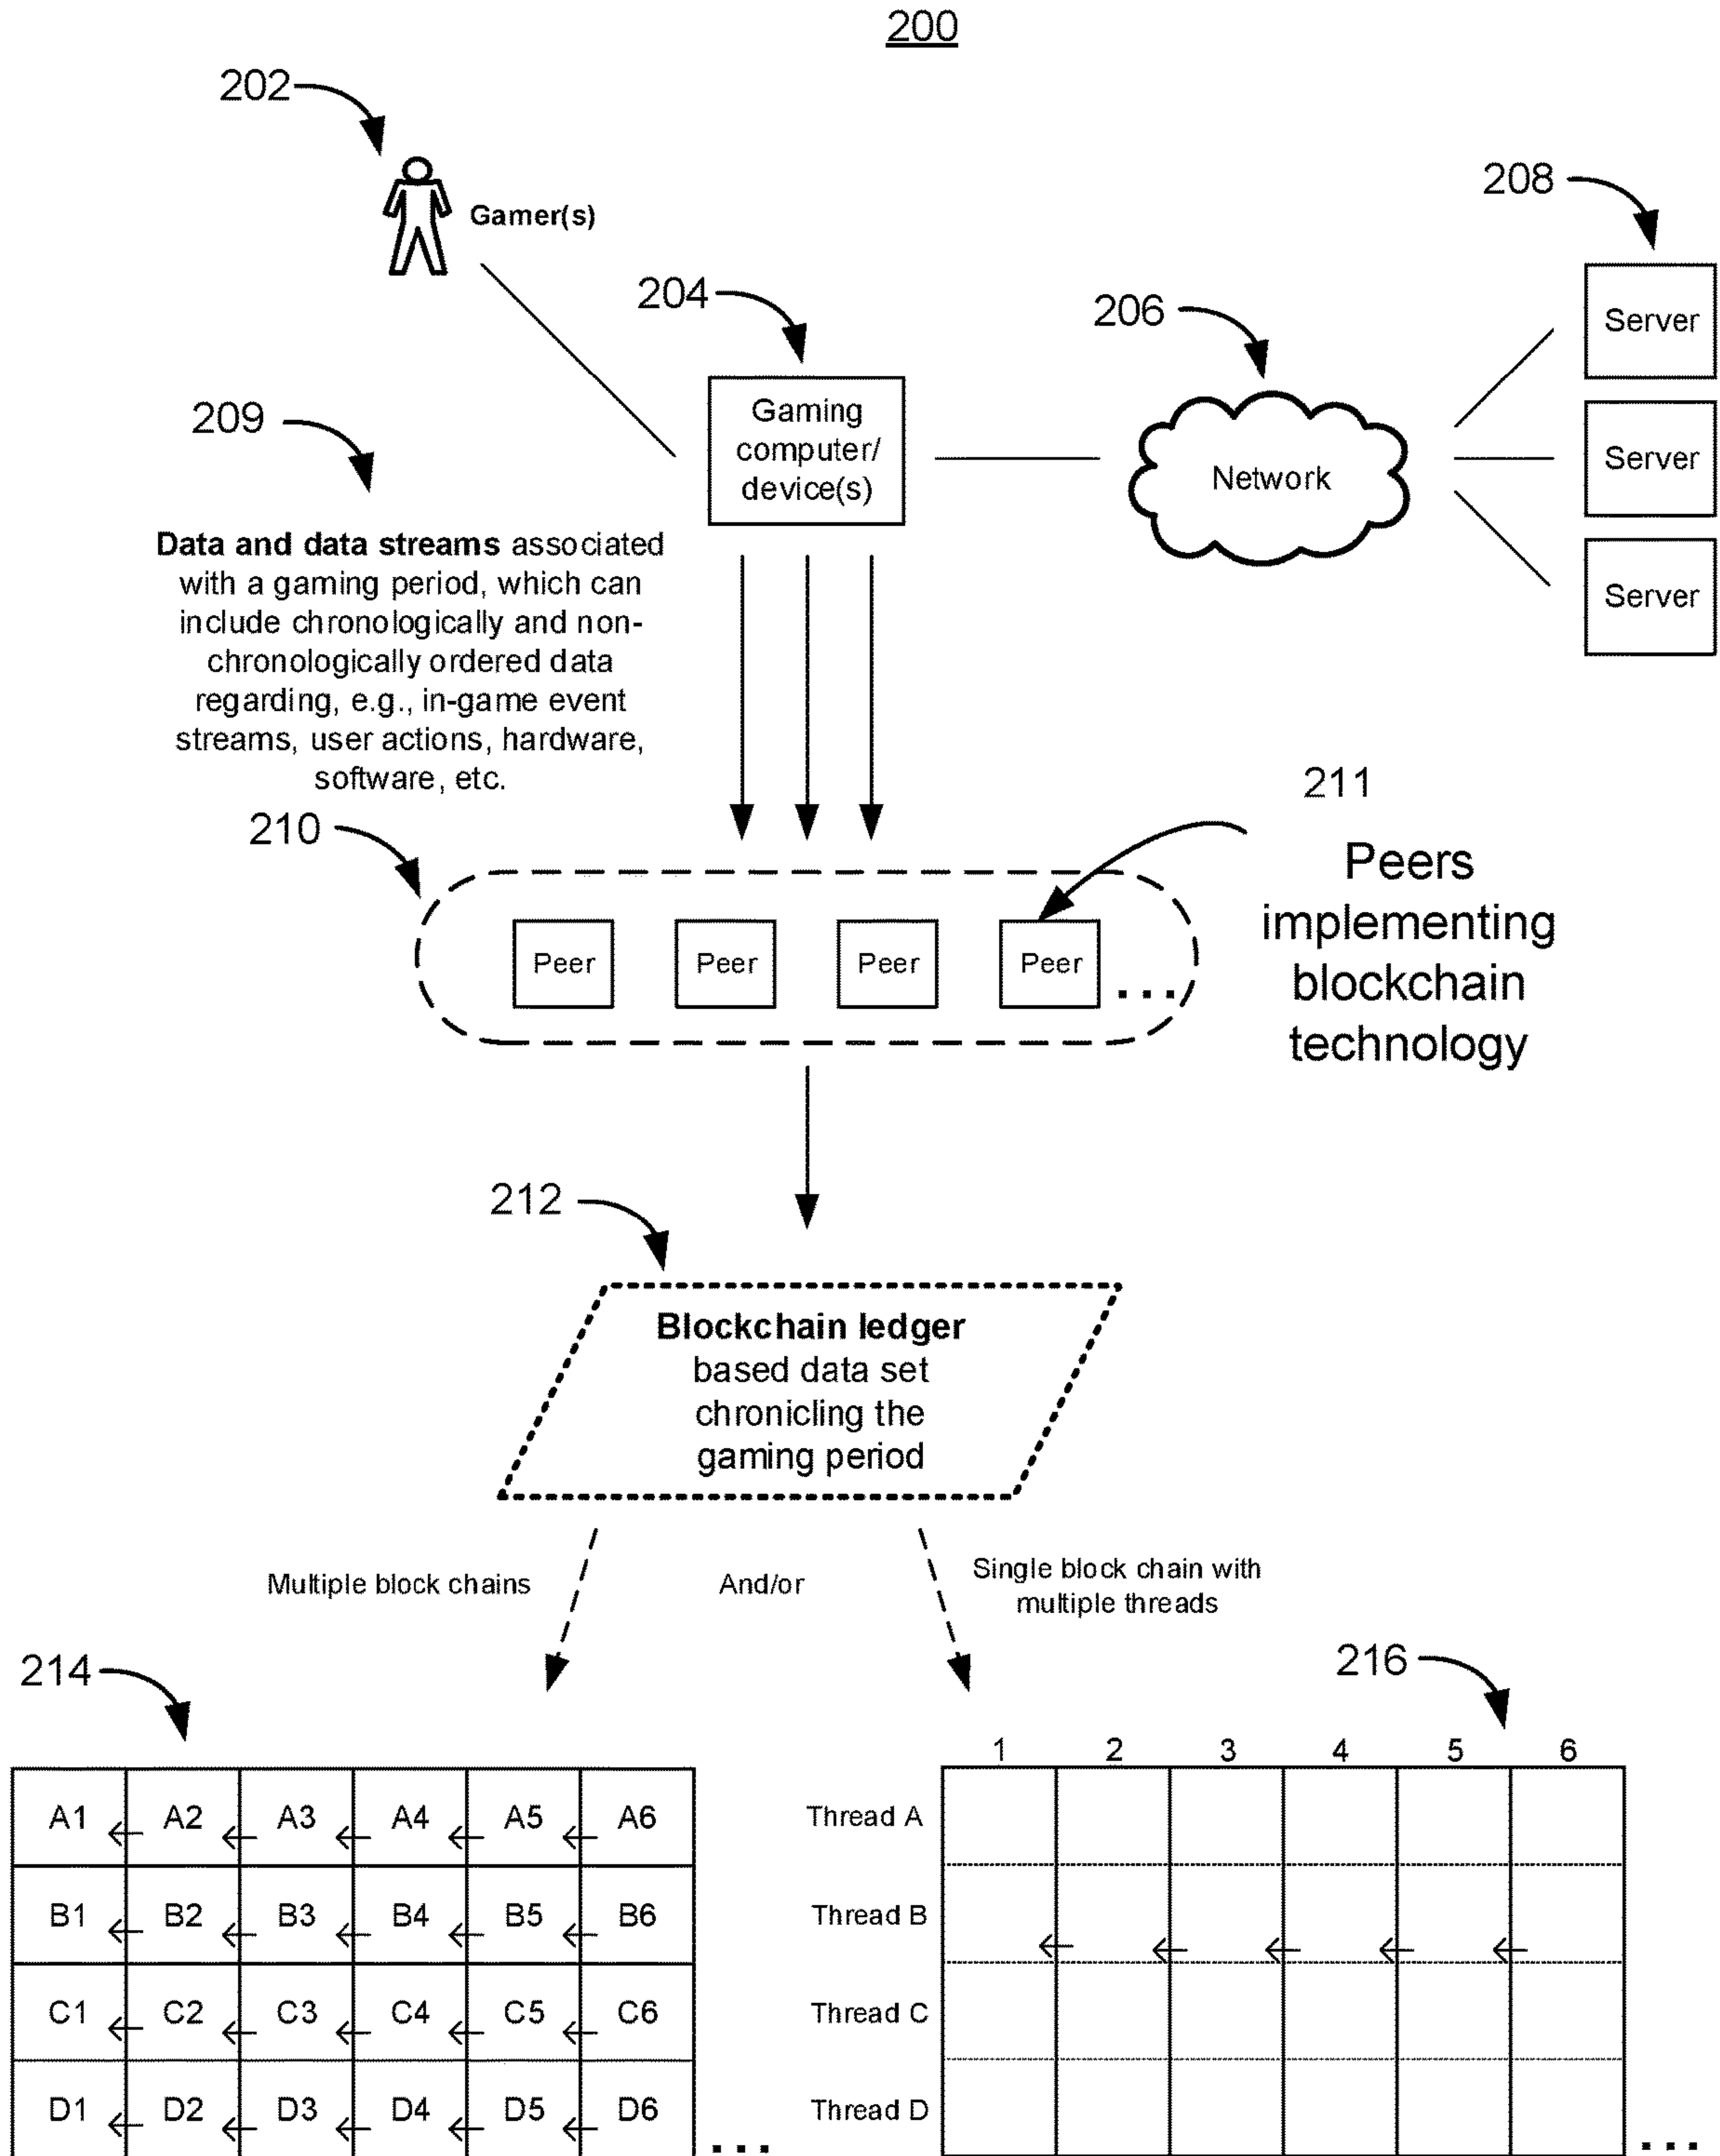 200
202
Gamer(s)
208
Server
204
206
Gaming
computer/
device(s)
Network
Server
209
Data and data streams associated
with a gaming period, which can
include chronologically and non-
chronologically ordered data
regarding, e.g., in-game event
streams, user actions, hardware,
software, etc.
Server
210
211
Peers
implementing
blockchain
technology
Peer Peer Peer Peer ...
212
Blockchain ledger
based data set
chronicling the
gaming period
Multiple block chains
And/or
Single block chain with
multiple threads
214
A1 A2 A3 A4 A5 A6
B1 B2 B3 B4 B5 B6
C1 C2 C3 C4 C5 C6
D1 D2 D3 D4 D5 D6 ...
216
1 2 3 4 5 6
Thread A
Thread B
Thread C
Thread D
...